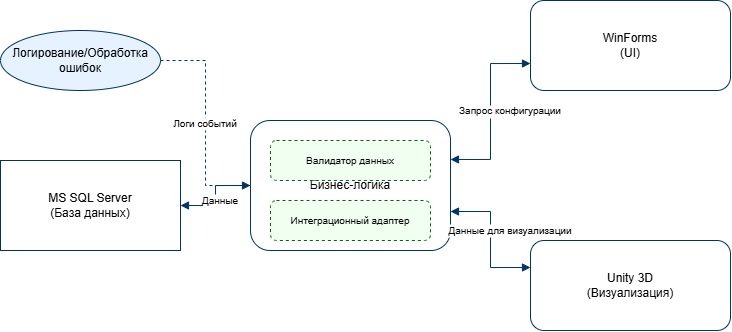 Логирование/Обработка
ошибок
WinForms
(UI)
Запрос конфигурации
Логи событий
Валидатор данных
Бизнес-логика
MS SQL Server
(База данных)
Данные
Интеграционный адаптер
Данные для визуализации
Unity 3D
(Визуализация)